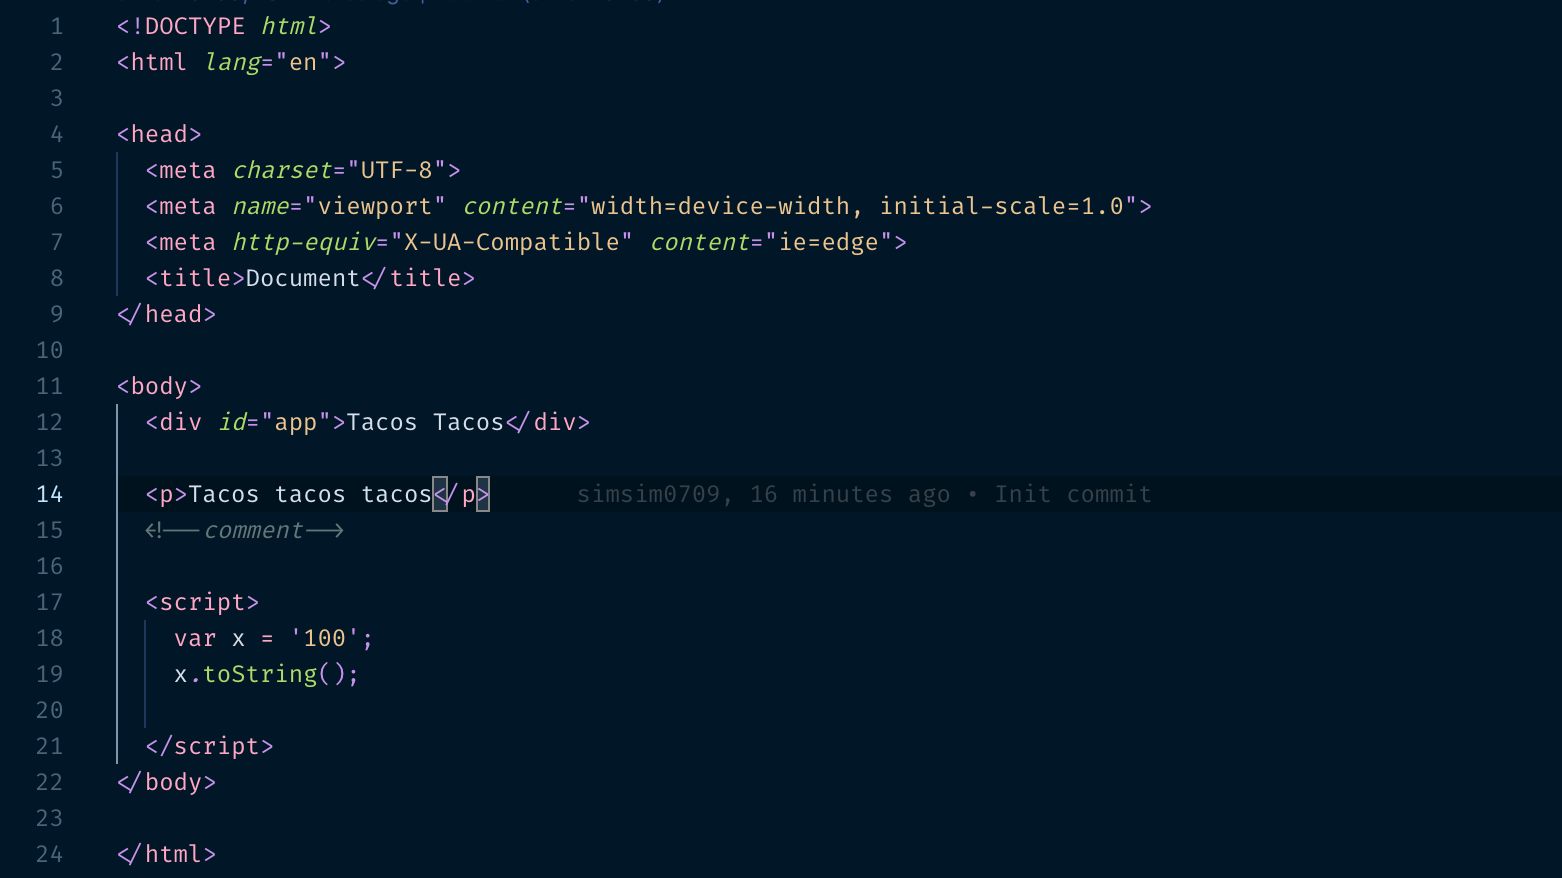 1 <!DOCTYPE html>
2 <html lang="en">
3
4 <head>
5   <meta charset="UTF-8">
6   <meta name="viewport" content="width=device-width, initial-scale=1.0">
7   <meta http-equiv="X-UA-Compatible" content="ie=edge">
8   <title>Document</title>
9 </head>
10
11 <body>
12   <div id="app">Tacos Tacos</div>
13
14   <p>Tacos tacos tacos</p>      simsim0709, 16 minutes ago • Init commit
15   <!--comment-->
16
17   <script>
18     var x = '100';
19     x.toString();
20
21   </script>
22 </body>
23
24 </html>